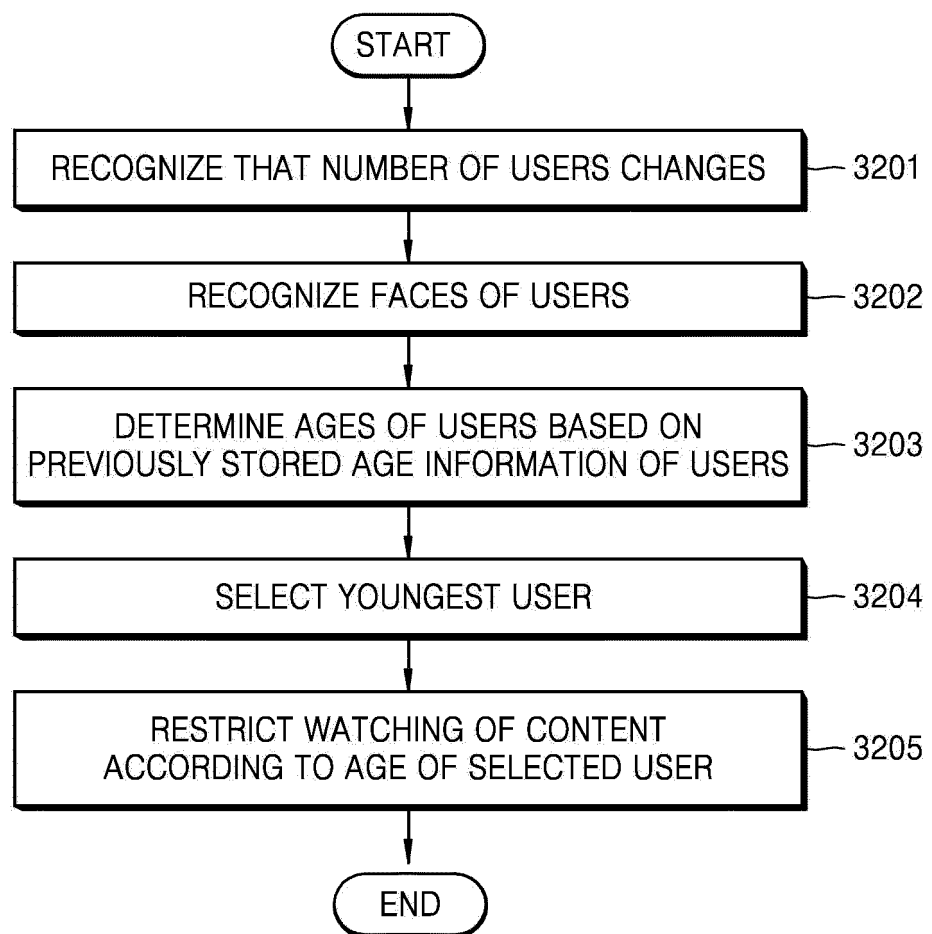 START
RECOGNIZE THAT NUMBER OF USERS CHANGES
3201
RECOGNIZE FACES OF USERS
3202
DETERMINE AGES OF USERS BASED ON
PREVIOUSLY STORED AGE INFORMATION OF USERS
3203
SELECT YOUNGEST USER
3204
RESTRICT WATCHING OF CONTENT
ACCORDING TO AGE OF SELECTED USER
3205
END